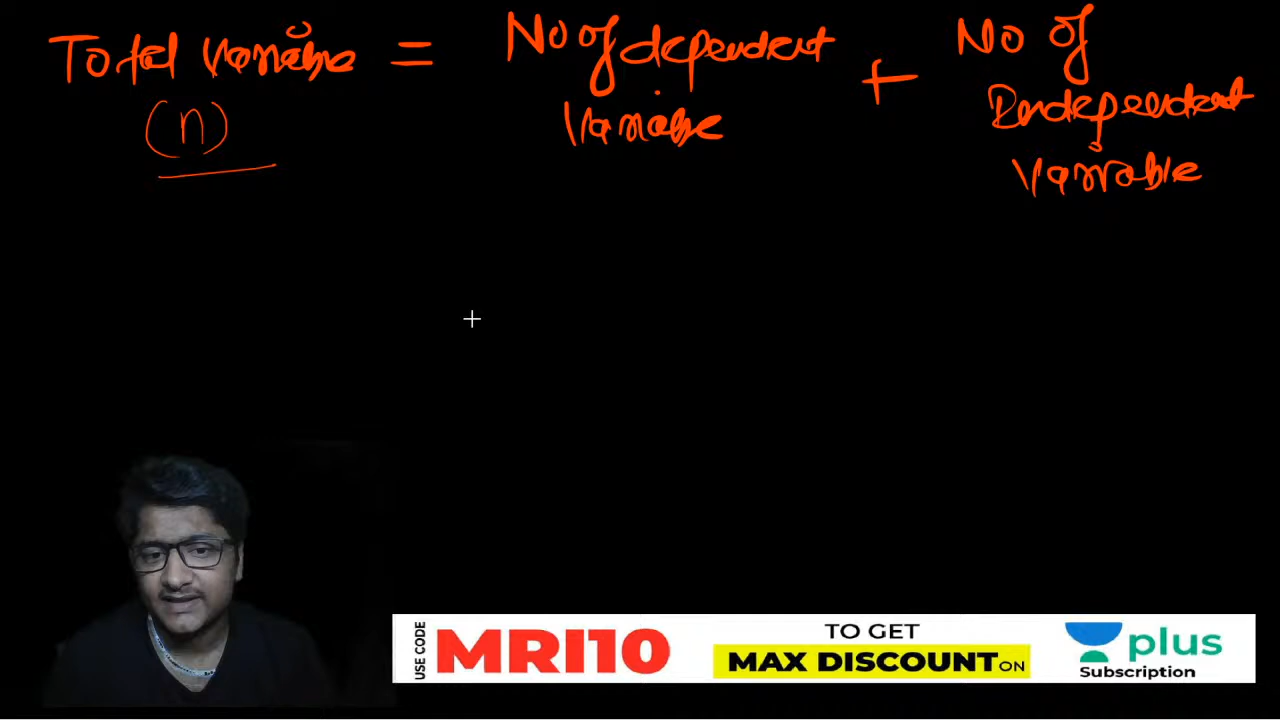 Total variable = No of dependent variable + No of Independent variable
(n)
USE CODE MRI10 TO GET MAX DISCOUNT ON plus Subscription